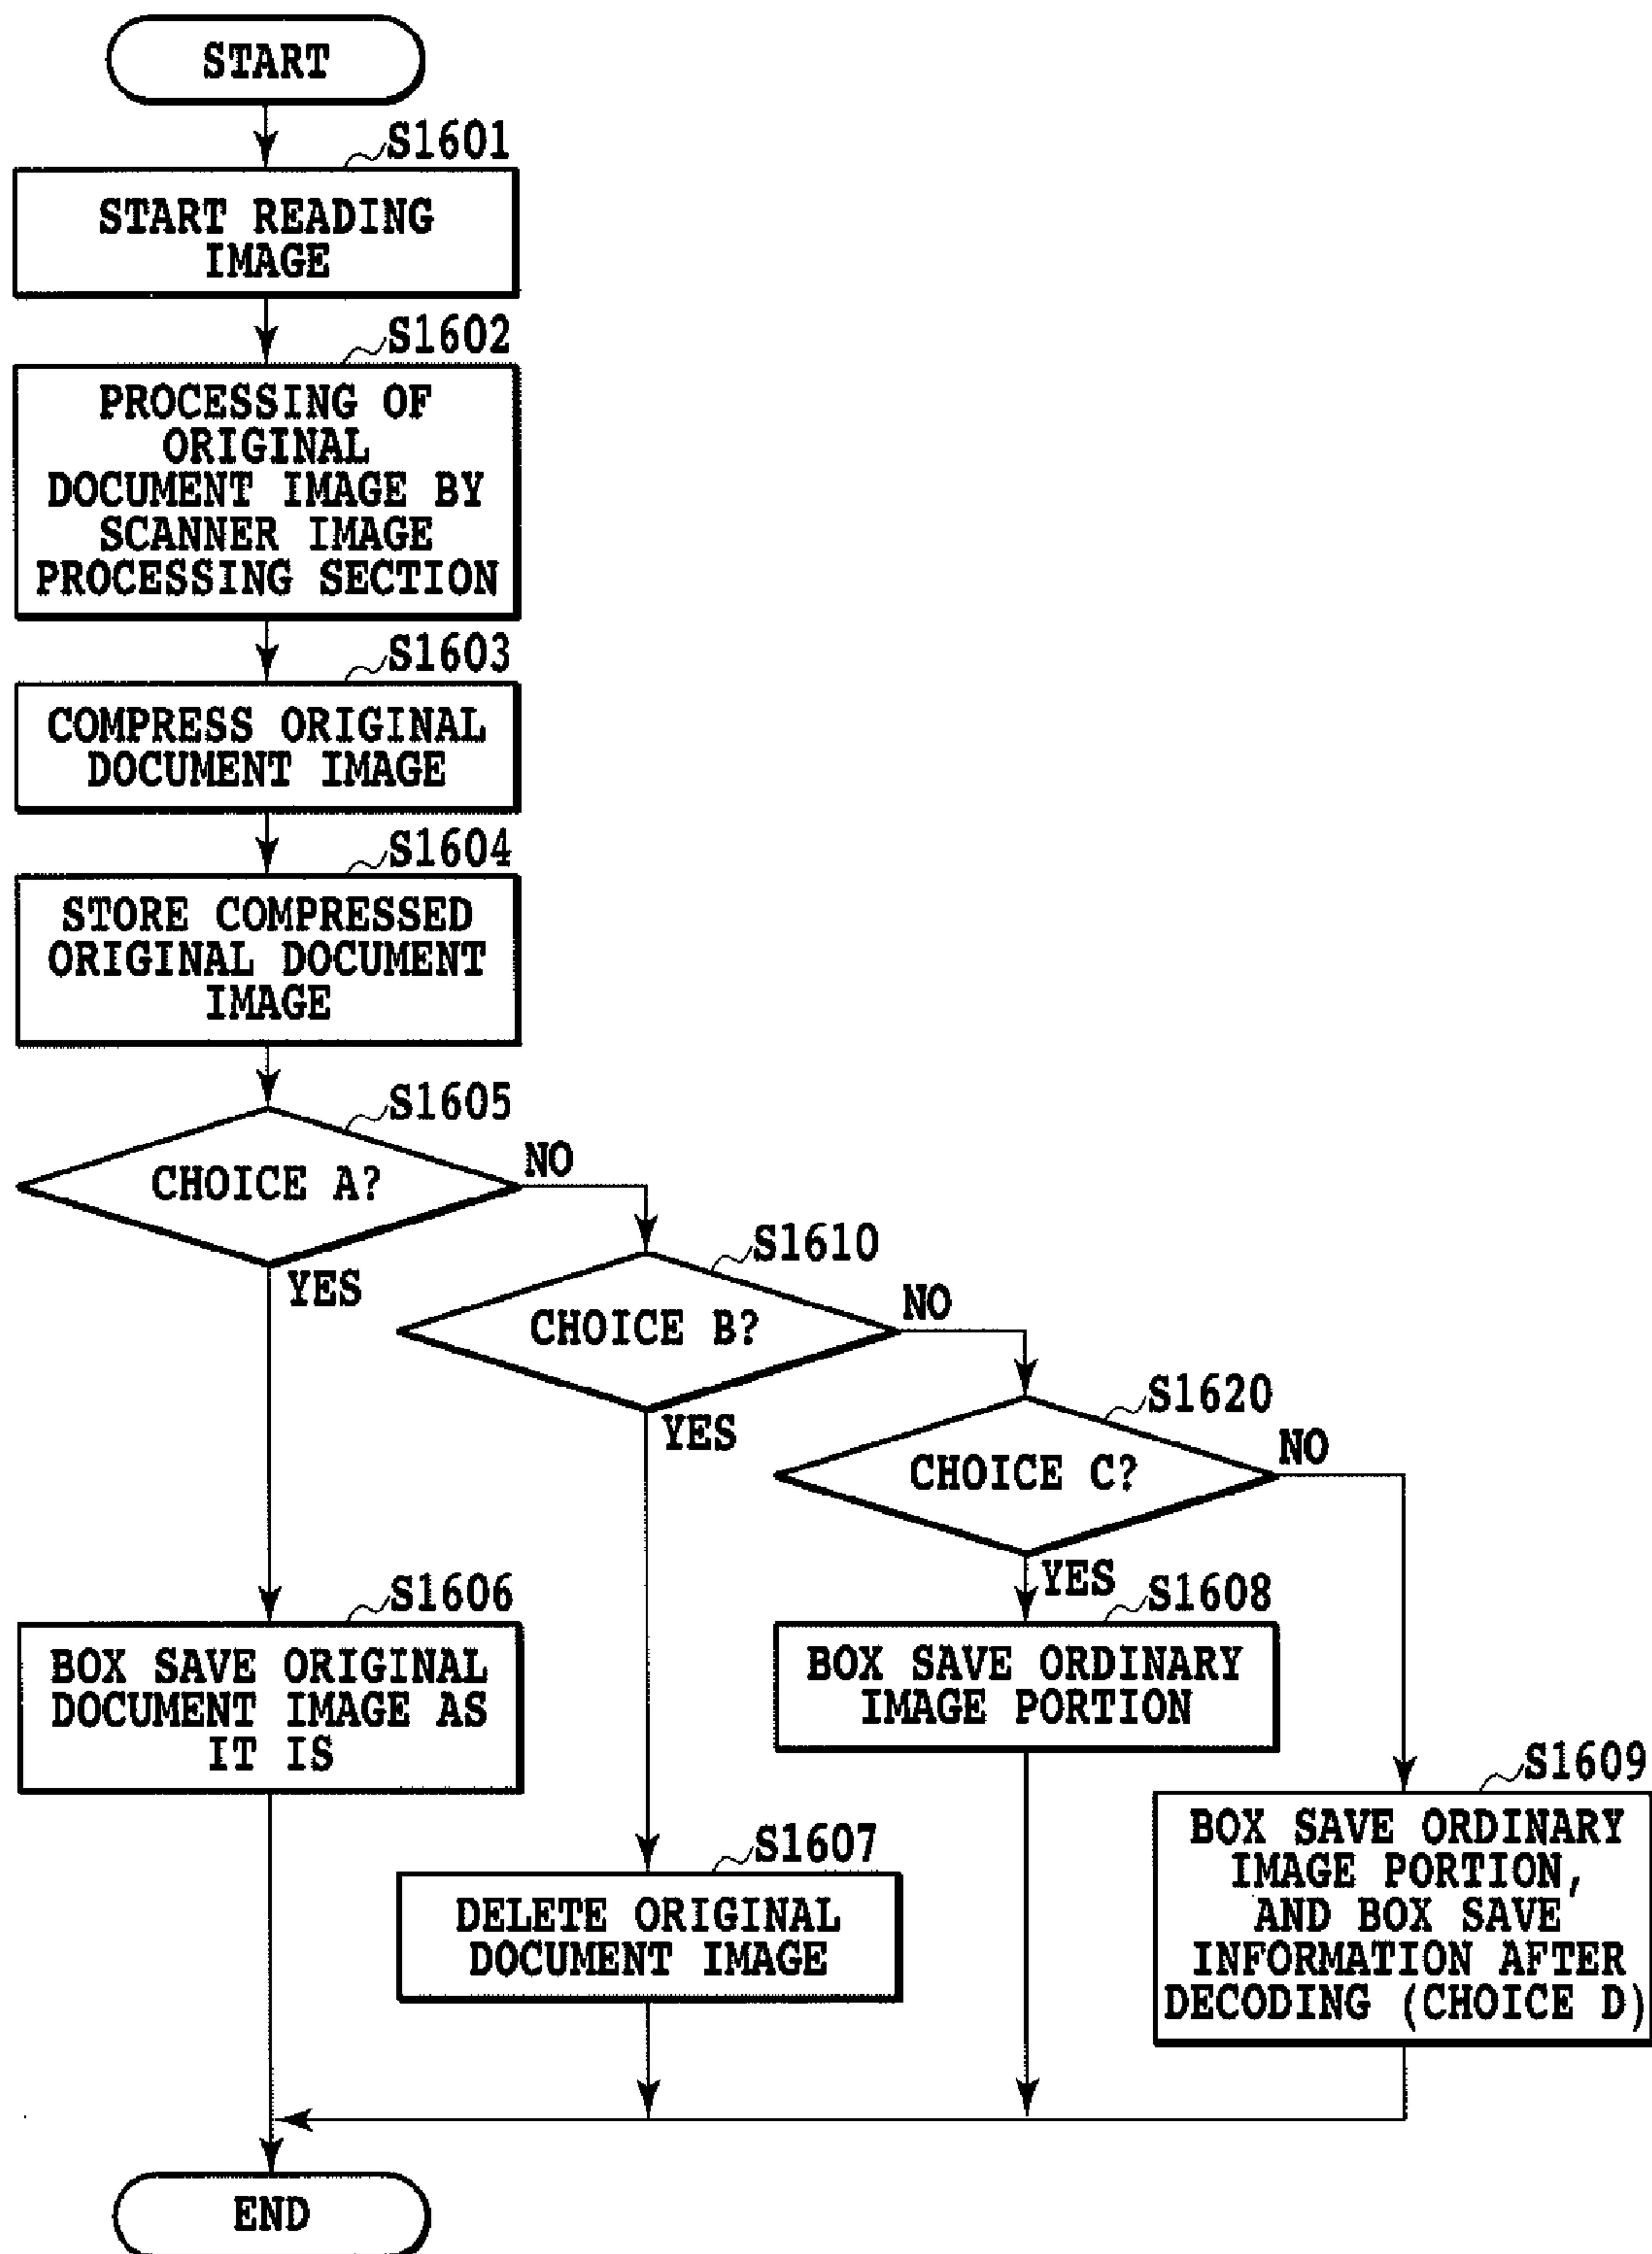 START
S1601
START READING
IMAGE
S1602
PROCESSING OF
ORIGINAL
DOCUMENT IMAGE BY
SCANNER IMAGE
PROCESSING SECTION
S1603
COMPRESS ORIGINAL
DOCUMENT IMAGE
S1604
STORE COMPRESSED
ORIGINAL DOCUMENT
IMAGE
S1605
CHOICE A?
NO
YES
S1610
CHOICE B?
NO
YES
S1620
CHOICE C?
NO
YES
S1606
BOX SAVE ORIGINAL
DOCUMENT IMAGE AS
IT IS
S1607
DELETE ORIGINAL
DOCUMENT IMAGE
S1608
BOX SAVE ORDINARY
IMAGE PORTION
S1609
BOX SAVE ORDINARY
IMAGE PORTION,
AND BOX SAVE
INFORMATION AFTER
DECODING (CHOICE D)
END